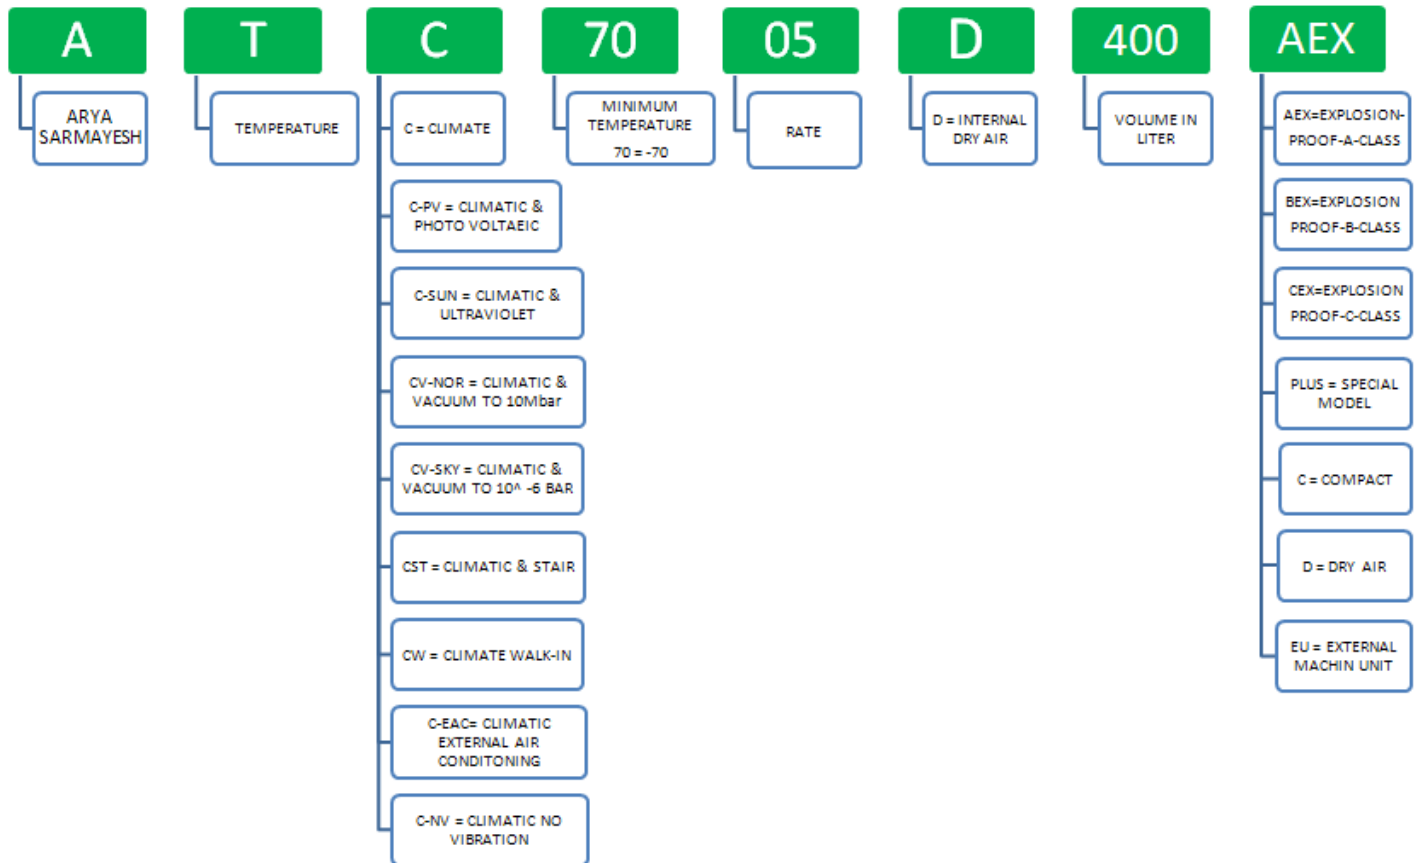 A
T
C
70
05
D
400
AEX
ARYA
SARMAYESH
TEMPERATURE
C = CLIMATE
C-PV = CLIMATIC &
PHOTO VOLTAEIC
C-SUN = CLIMATIC &
ULTRAVIOLET
CV-NOR = CLIMATIC &
VACUUM TO 10Mbar
CV-SKY = CLIMATIC &
VACUUM TO 10^ -6 BAR
CST = CLIMATIC & STAIR
CW = CLIMATE WALK-IN
C-EAC= CLIMATIC
EXTERNAL AIR
CONDITONING
C-NV = CLIMATIC NO
VIBRATION
MINIMUM
TEMPERATURE
70 = -70
RATE
D = INTERNAL
DRY AIR
VOLUME IN
LITER
AEX=EXPLOSION-
PROOF-A-CLASS
BEX=EXPLOSION
PROOF-B-CLASS
CEX=EXPLOSION
PROOF-C-CLASS
PLUS = SPECIAL
MODEL
C = COMPACT
D = DRY AIR
EU = EXTERNAL
MACHIN UNIT